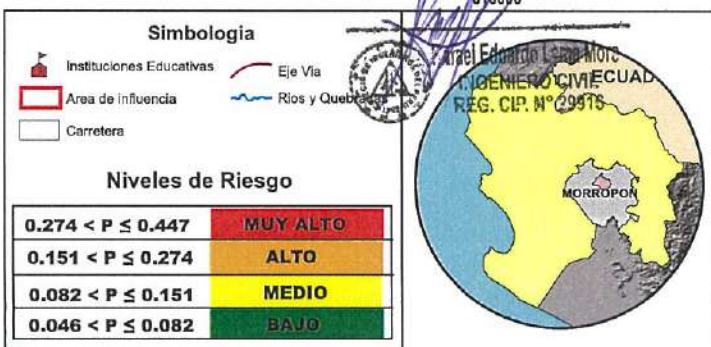 Simbologia
Instituciones Educativas
Eje Via
Area de influencia
Rios y Quebradas
Carretera
Niveles de Riesgo
0.274 < P ≤ 0.447 MUY ALTO
0.151 < P ≤ 0.274 ALTO
0.082 < P ≤ 0.151 MEDIO
0.046 < P ≤ 0.082 BAJO
Eduardo
INGENIERO CIVIL
REG. CIP. N° 29916
ECUAD
MORROPON